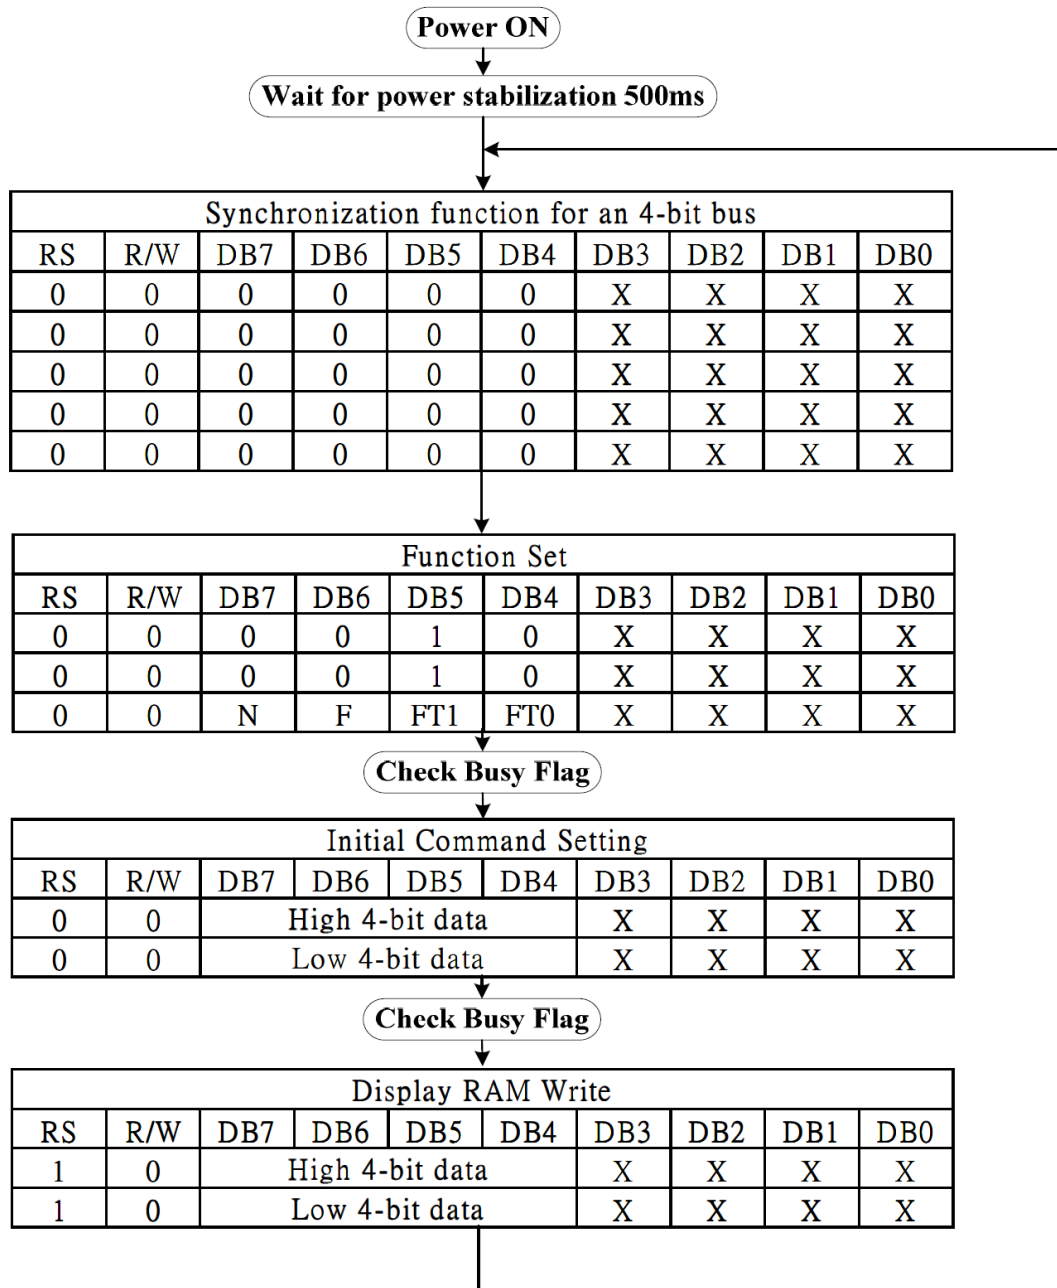 Power ON
Wait for power stabilization 500ms
Synchronization function for an 4-bit bus
RS R/W DB7 DB6 DB5 DB4 DB3 DB2 DB1 DB0
0 0 0 0 0 0 X X X X
0 0 0 0 0 0 X X X X
0 0 0 0 0 0 X X X X
0 0 0 0 0 0 X X X X
0 0 0 0 0 0 X X X X
Function Set
RS R/W DB7 DB6 DB5 DB4 DB3 DB2 DB1 DB0
0 0 0 0 1 0 X X X X
0 0 0 0 1 0 X X X X
0 0 N F FT1 FT0 X X X X
Check Busy Flag
Initial Command Setting
RS R/W DB7 DB6 DB5 DB4 DB3 DB2 DB1 DB0
0 0 High 4-bit data X X X X
0 0 Low 4-bit data X X X X
Check Busy Flag
Display RAM Write
RS R/W DB7 DB6 DB5 DB4 DB3 DB2 DB1 DB0
1 0 High 4-bit data X X X X
1 0 Low 4-bit data X X X X